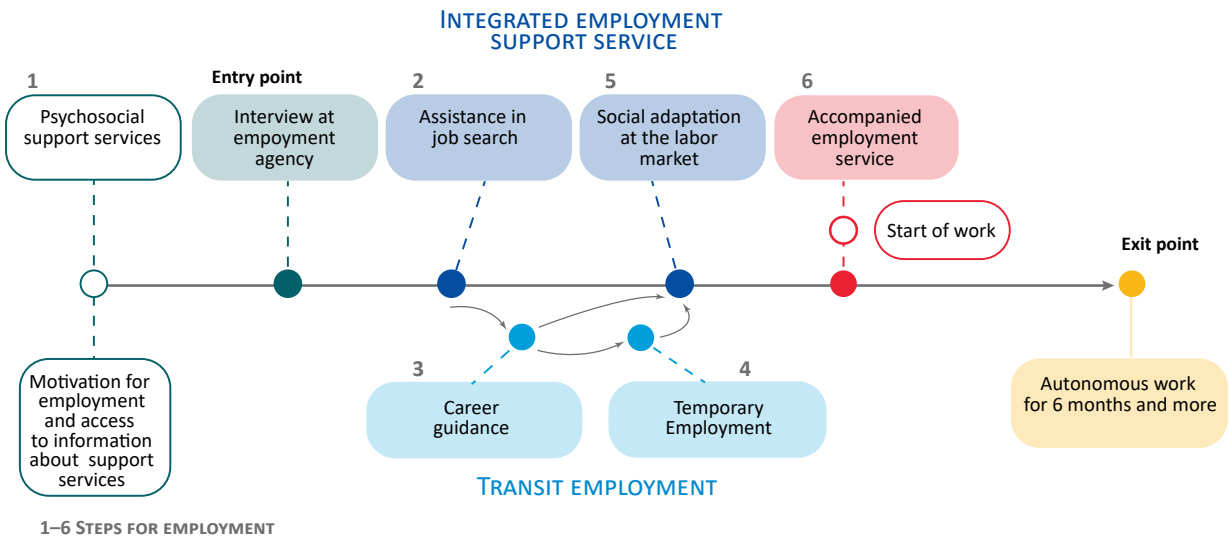 INTEGRATED EMPLOYMENT
SUPPORT SERVICE
1
Psychosocial
support services
Entry point
Interview at
empoyment
agency
2
Assistance in
job search
5
Social adaptation
at the labor
market
6
Accompanied
employment
service
Start of work
Exit point
Motivation for
employment
and access
to information
about support
services
3
Career
guidance
4
Temporary
Employment
Autonomous work
for 6 months and more
TRANSIT EMPLOYMENT
1–6 STEPS FOR EMPLOYMENT